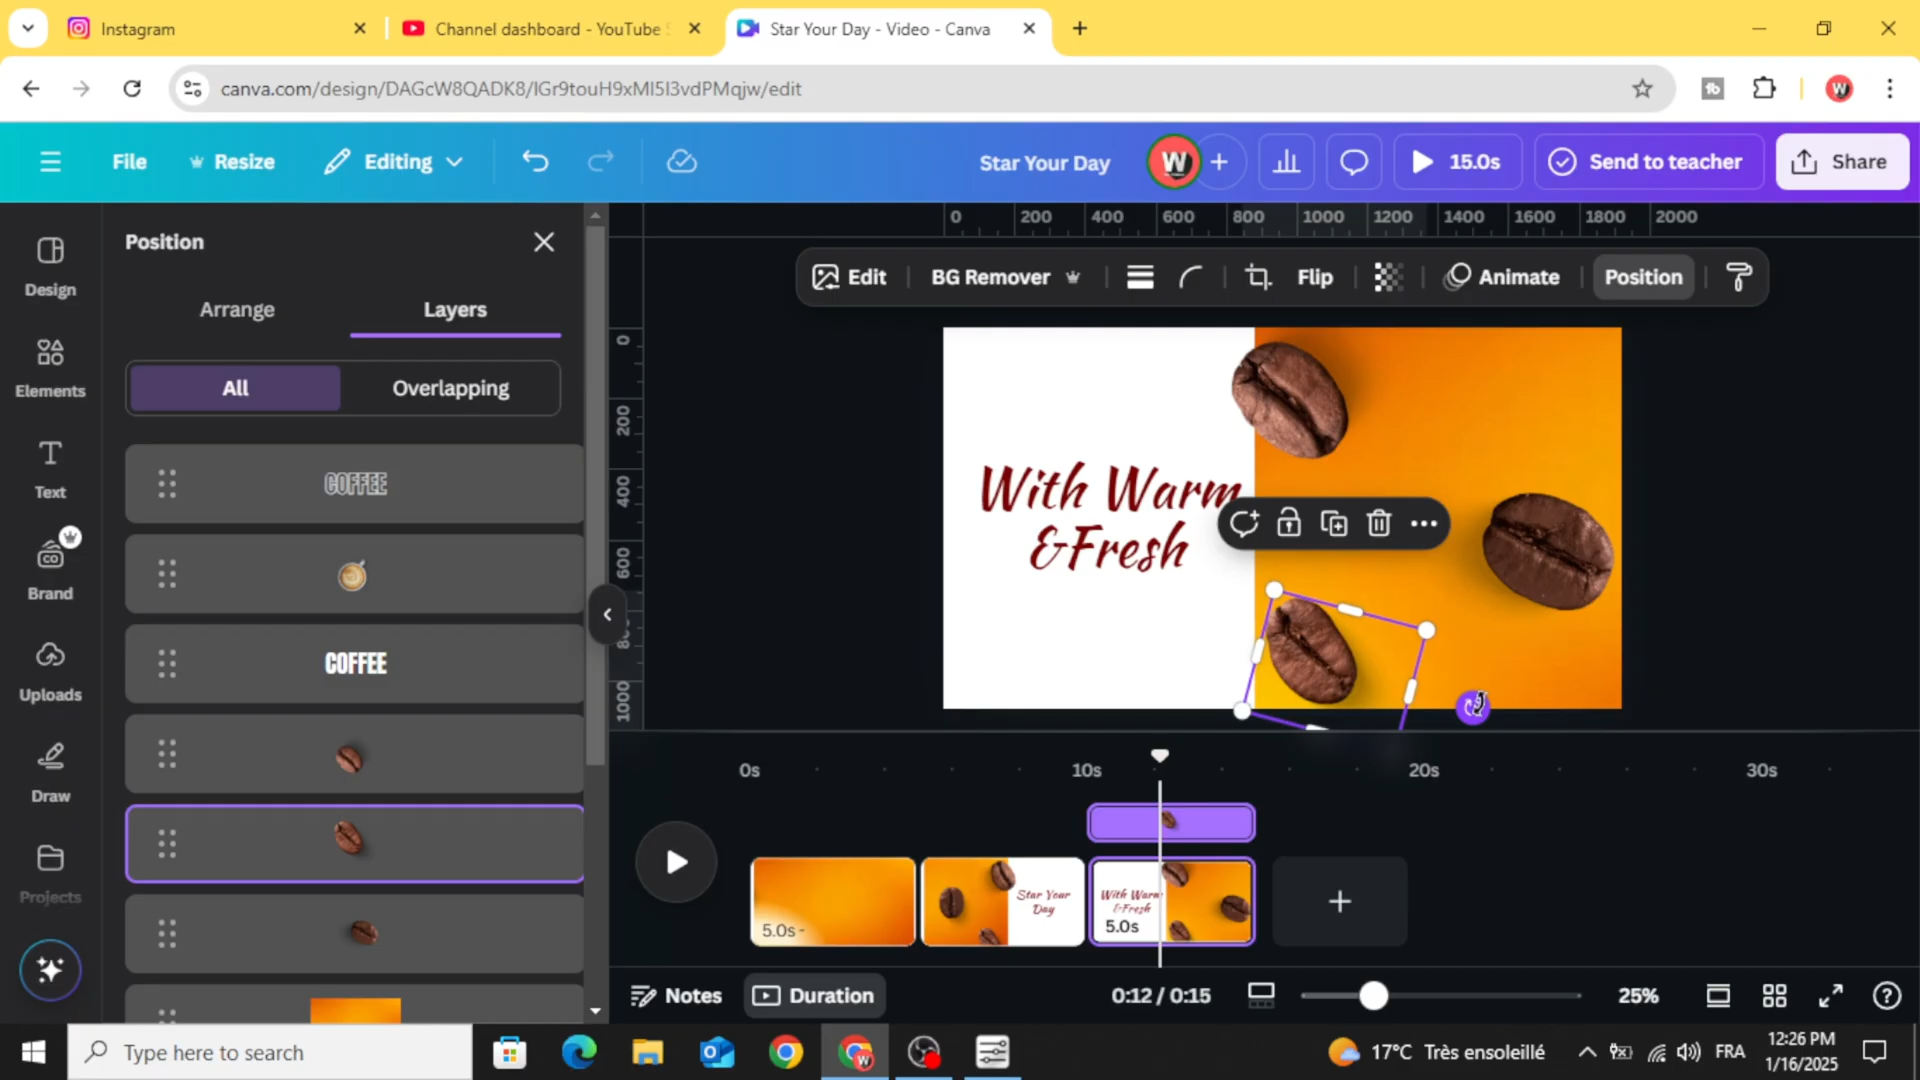 Instagram
Channel dashboard - YouTube S
Star Your Day - Video - Canva
canva.com/design/DAGcW8QADK8/IGr9touH9xMI5I3vdPMqjw/edit
File
Resize
Editing
Star Your Day
W
15.0s
Send to teacher
Share
Design
Elements
Text
Brand
Uploads
Draw
Projects
Position
Arrange
Layers
All
Overlapping
COFFEE
COFFEE
0 200 400 600 800 1000 1200 1400 1600 1800 2000
0
200
400
600
1000
Edit
BG Remover
Flip
Animate
Position
With Warm
&Fresh
0s
10s
20s
30s
5.0s-
Star Your
Day
With Warm
&Fresh
5.0s
Notes
Duration
0:12 / 0:15
25%
Type here to search
17°C Très ensoleillé
FRA
12:26 PM
1/16/2025